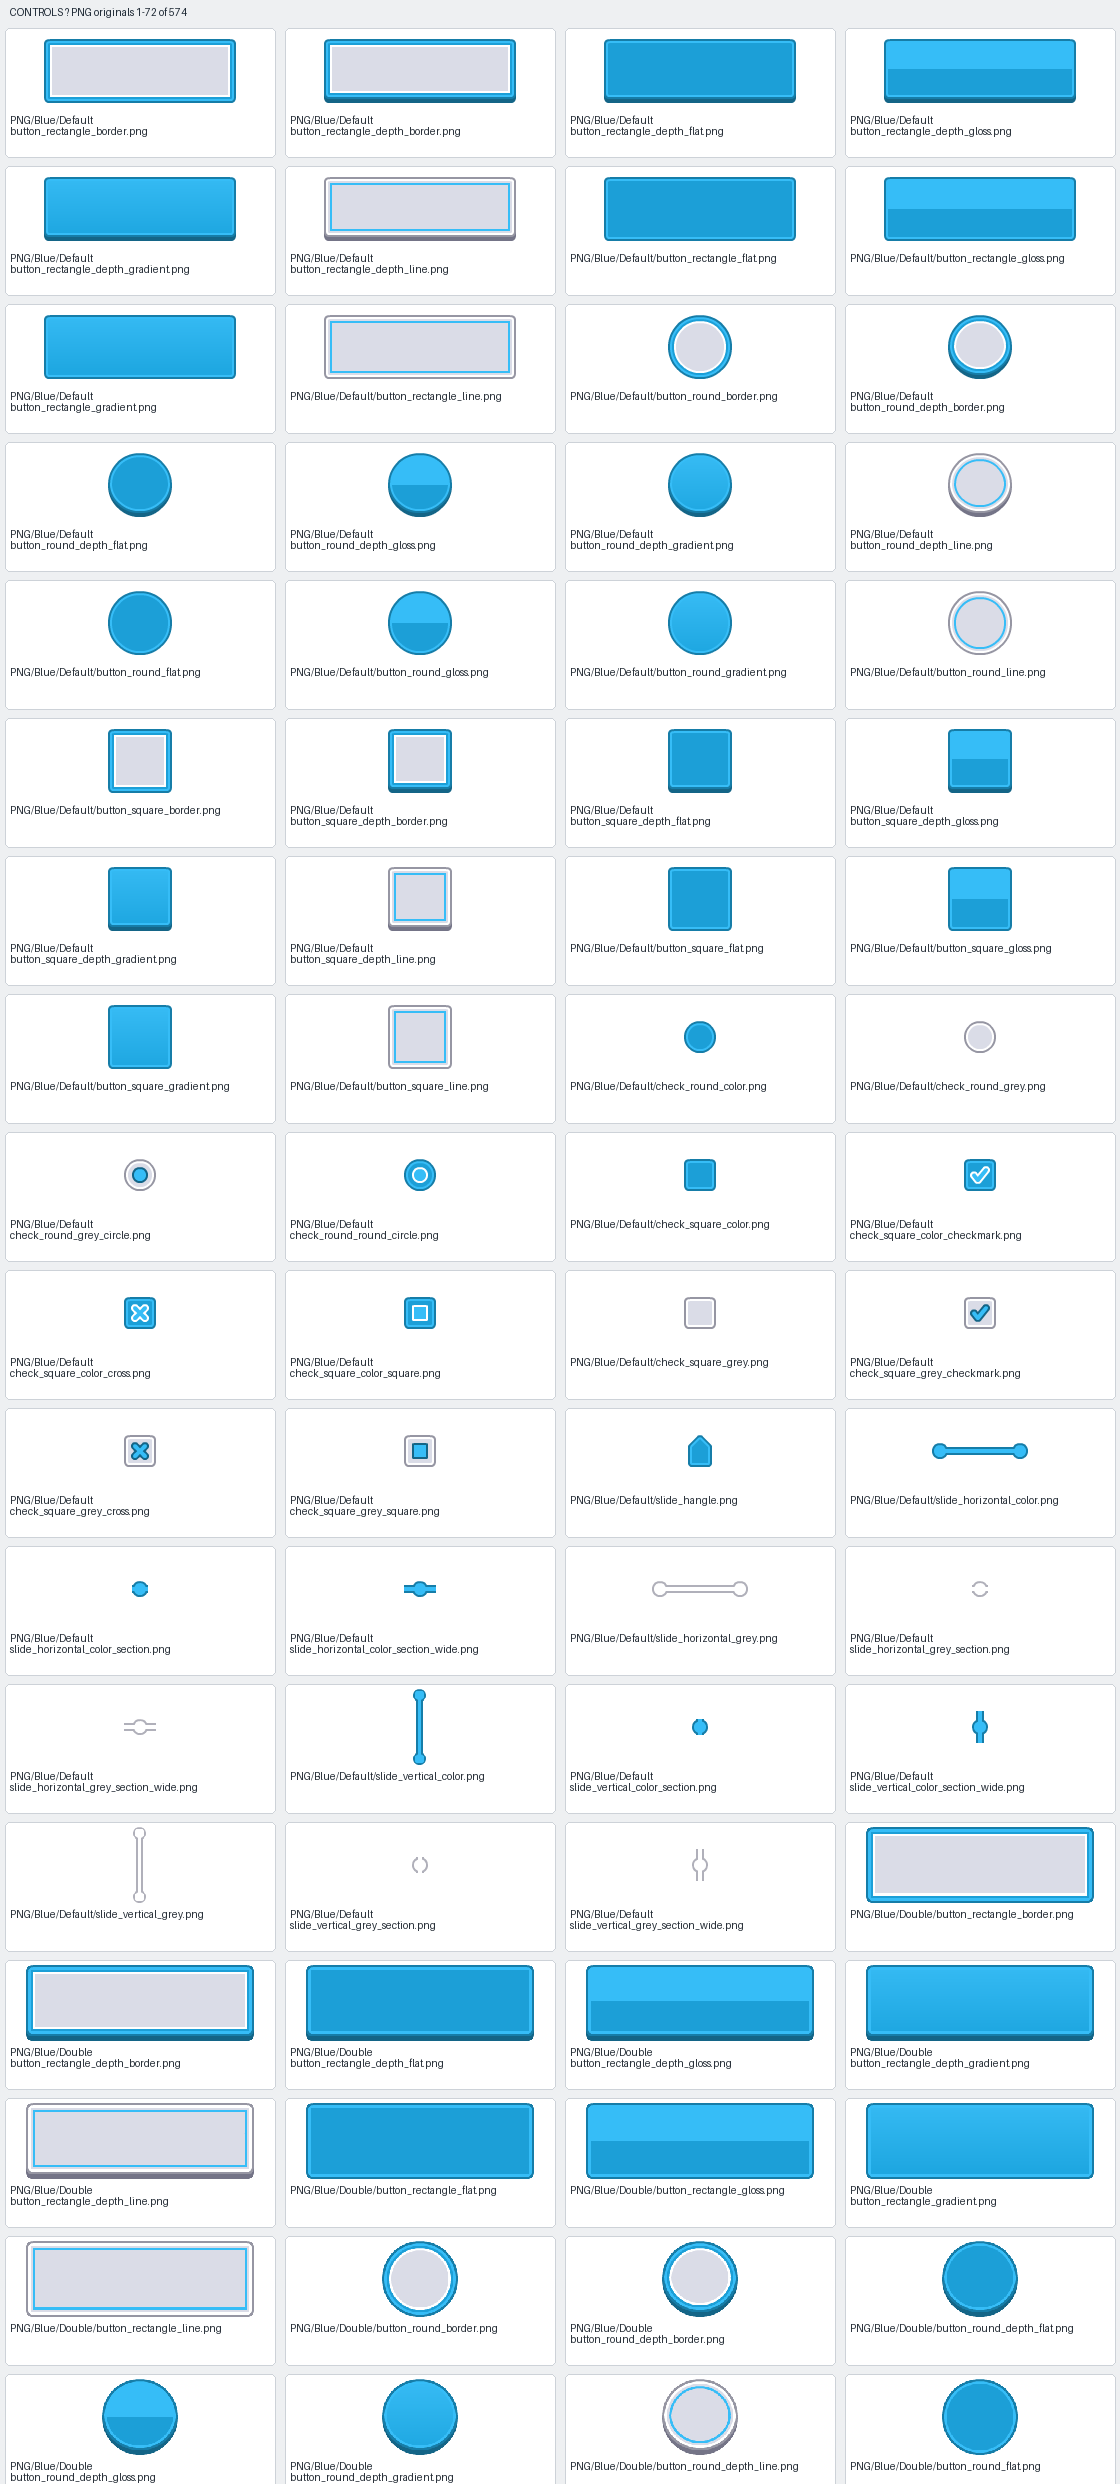 CONTROLS ? PNG originals 1-72 of 574
PNG/Blue/Default
button_rectangle_border.png
PNG/Blue/Default
button_rectangle_depth_border.png
PNG/Blue/Default
button_rectangle_depth_flat.png
PNG/Blue/Default
button_rectangle_depth_gloss.png
PNG/Blue/Default
button_rectangle_depth_gradient.png
PNG/Blue/Default
button_rectangle_depth_line.png
PNG/Blue/Default/button_rectangle_flat.png
PNG/Blue/Default/button_rectangle_gloss.png
PNG/Blue/Default
button_rectangle_gradient.png
PNG/Blue/Default/button_rectangle_line.png
PNG/Blue/Default/button_round_border.png
PNG/Blue/Default
button_round_depth_border.png
PNG/Blue/Default
button_round_depth_flat.png
PNG/Blue/Default
button_round_depth_gloss.png
PNG/Blue/Default
button_round_depth_gradient.png
PNG/Blue/Default
button_round_depth_line.png
PNG/Blue/Default/button_round_flat.png
PNG/Blue/Default/button_round_gloss.png
PNG/Blue/Default/button_round_gradient.png
PNG/Blue/Default/button_round_line.png
PNG/Blue/Default/button_square_border.png
PNG/Blue/Default
button_square_depth_border.png
PNG/Blue/Default
button_square_depth_flat.png
PNG/Blue/Default
button_square_depth_gloss.png
PNG/Blue/Default
button_square_depth_gradient.png
PNG/Blue/Default
button_square_depth_line.png
PNG/Blue/Default/button_square_flat.png
PNG/Blue/Default/button_square_gloss.png
PNG/Blue/Default/button_square_gradient.png
PNG/Blue/Default/button_square_line.png
PNG/Blue/Default/check_round_color.png
PNG/Blue/Default/check_round_grey.png
PNG/Blue/Default
check_round_grey_circle.png
PNG/Blue/Default
check_round_round_circle.png
PNG/Blue/Default/check_square_color.png
PNG/Blue/Default
check_square_color_checkmark.png
PNG/Blue/Default
check_square_color_cross.png
PNG/Blue/Default
check_square_color_square.png
PNG/Blue/Default/check_square_grey.png
PNG/Blue/Default
check_square_grey_checkmark.png
PNG/Blue/Default
check_square_grey_cross.png
PNG/Blue/Default
check_square_grey_square.png
PNG/Blue/Default/slide_hangle.png
PNG/Blue/Default/slide_horizontal_color.png
PNG/Blue/Default
slide_horizontal_color_section.png
PNG/Blue/Default
slide_horizontal_color_section_wide.png
PNG/Blue/Default/slide_horizontal_grey.png
PNG/Blue/Default
slide_horizontal_grey_section.png
PNG/Blue/Default
slide_horizontal_grey_section_wide.png
PNG/Blue/Default/slide_vertical_color.png
PNG/Blue/Default
slide_vertical_color_section.png
PNG/Blue/Default
slide_vertical_color_section_wide.png
PNG/Blue/Default/slide_vertical_grey.png
PNG/Blue/Default
slide_vertical_grey_section.png
PNG/Blue/Default
slide_vertical_grey_section_wide.png
PNG/Blue/Double/button_rectangle_border.png
PNG/Blue/Double
button_rectangle_depth_border.png
PNG/Blue/Double
button_rectangle_depth_flat.png
PNG/Blue/Double
button_rectangle_depth_gloss.png
PNG/Blue/Double
button_rectangle_depth_gradient.png
PNG/Blue/Double
button_rectangle_depth_line.png
PNG/Blue/Double/button_rectangle_flat.png
PNG/Blue/Double/button_rectangle_gloss.png
PNG/Blue/Double
button_rectangle_gradient.png
PNG/Blue/Double/button_rectangle_line.png
PNG/Blue/Double/button_round_border.png
PNG/Blue/Double
button_round_depth_border.png
PNG/Blue/Double/button_round_depth_flat.png
PNG/Blue/Double
button_round_depth_gloss.png
PNG/Blue/Double
button_round_depth_gradient.png
PNG/Blue/Double/button_round_depth_line.png
PNG/Blue/Double/button_round_flat.png